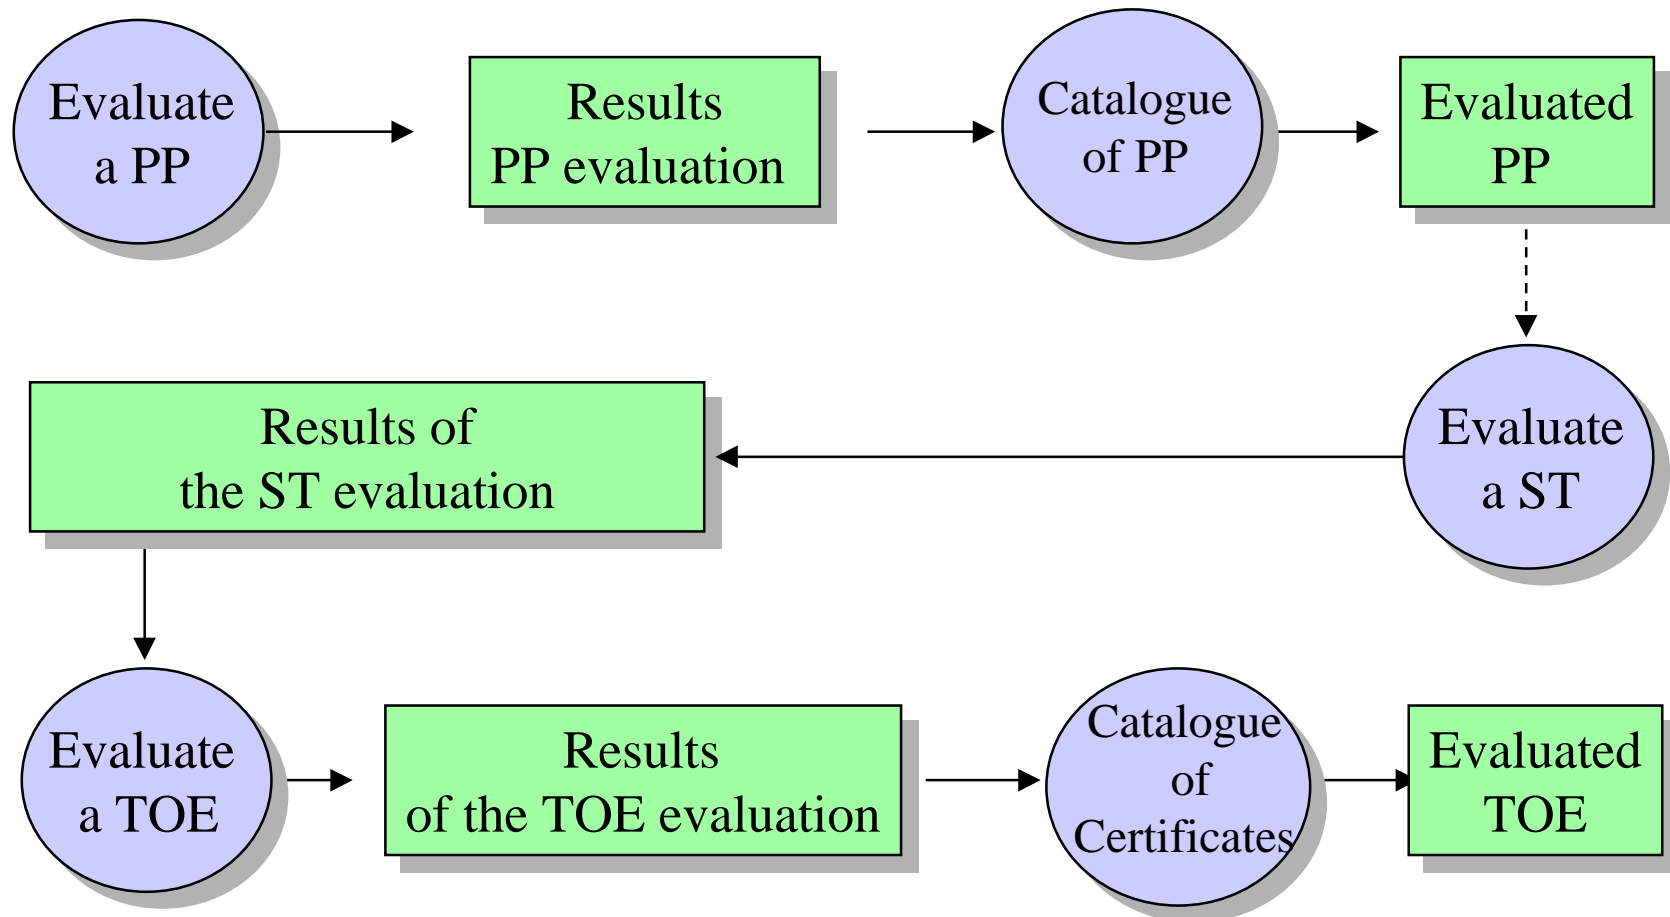 Evaluate
a PP
Results
PP evaluation
Catalogue
of PP
Evaluated
PP
Results of
the ST evaluation
Evaluate
a ST
Evaluate
a TOE
Results
of the TOE evaluation
Catalogue
of
Certificates
Evaluated
TOE